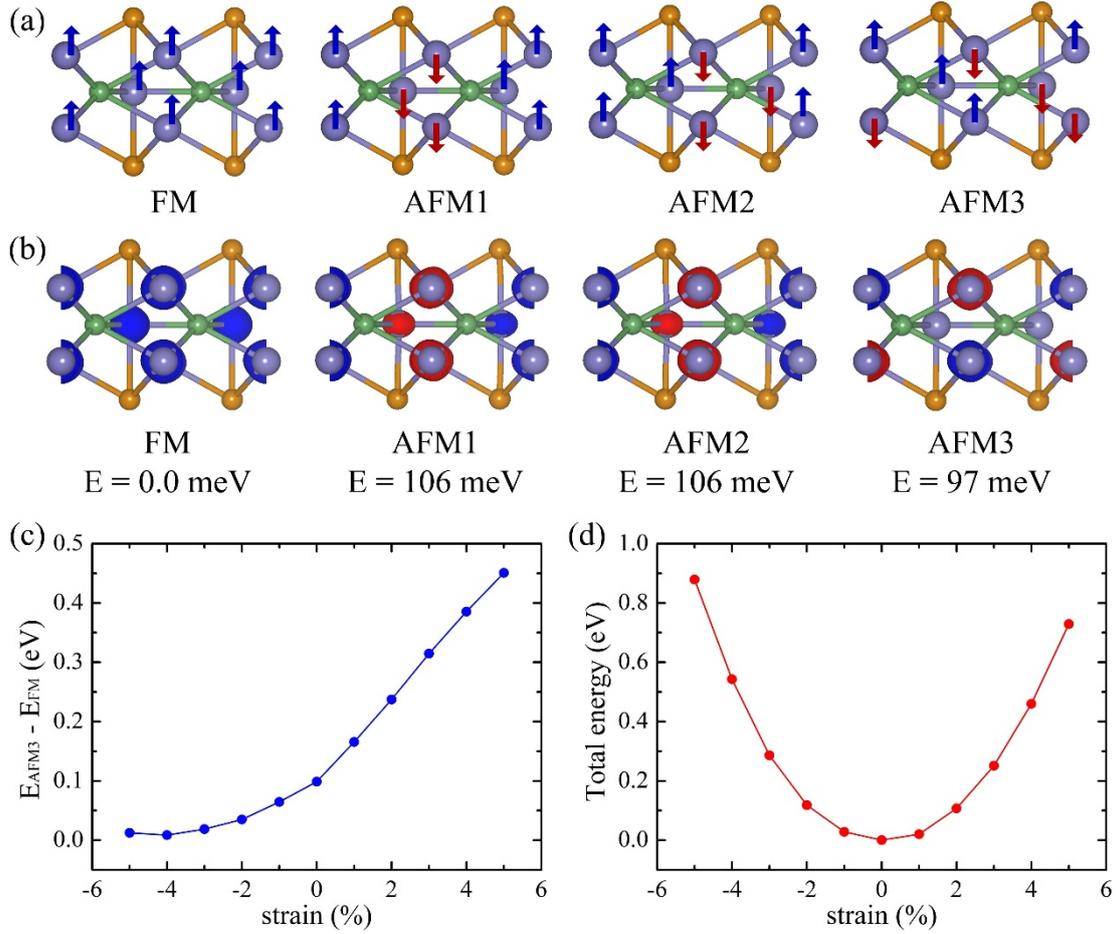 (a)
FM AFM1 AFM2 AFM3
(b)
FM AFM1 AFM2 AFM3
E = 0.0 meV E = 106 meV E = 106 meV E = 97 meV
(c)
0.5
0.4
0.3
0.2
0.1
0.0
E_AFM3 - E_FM (eV)
-6 -4 -2 0 2 4 6
strain (%)
(d)
1.0
0.8
0.6
0.4
0.2
0.0
Total energy (eV)
-6 -4 -2 0 2 4 6
strain (%)